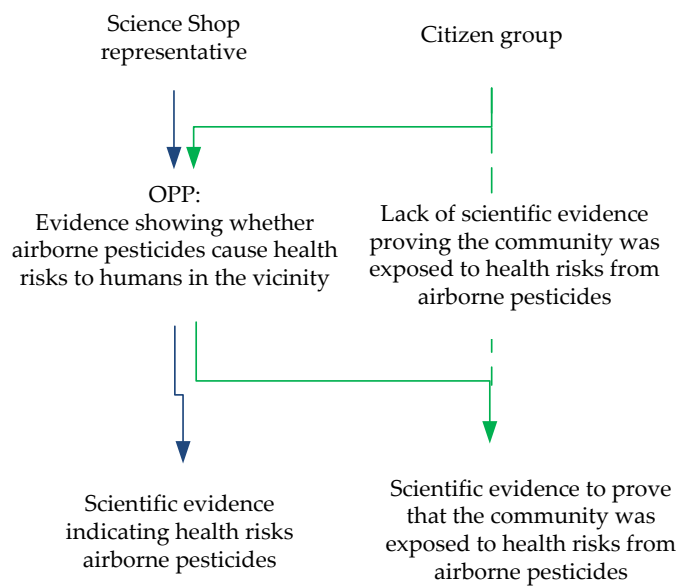 Science Shop
representative
Citizen group
OPP:
Evidence showing whether
airborne pesticides cause health
risks to humans in the vicinity
Lack of scientific evidence
proving the community was
exposed to health risks from
airborne pesticides
Scientific evidence
indicating health risks
airborne pesticides
Scientific evidence to prove
that the community was
exposed to health risks from
airborne pesticides